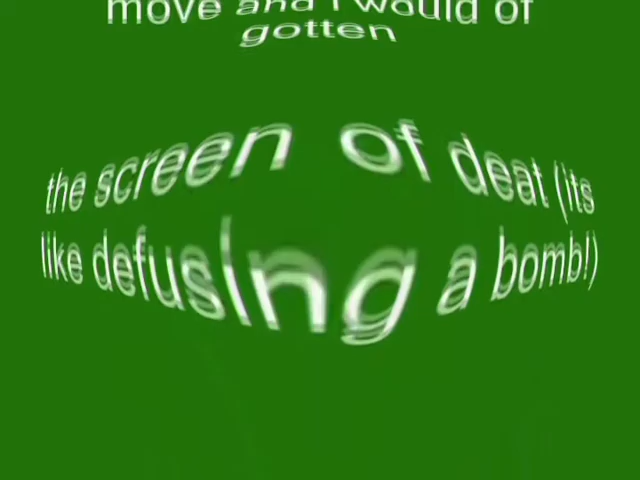 move and I would of
gotten
the screen of deat (its
like defusing a bomb!)